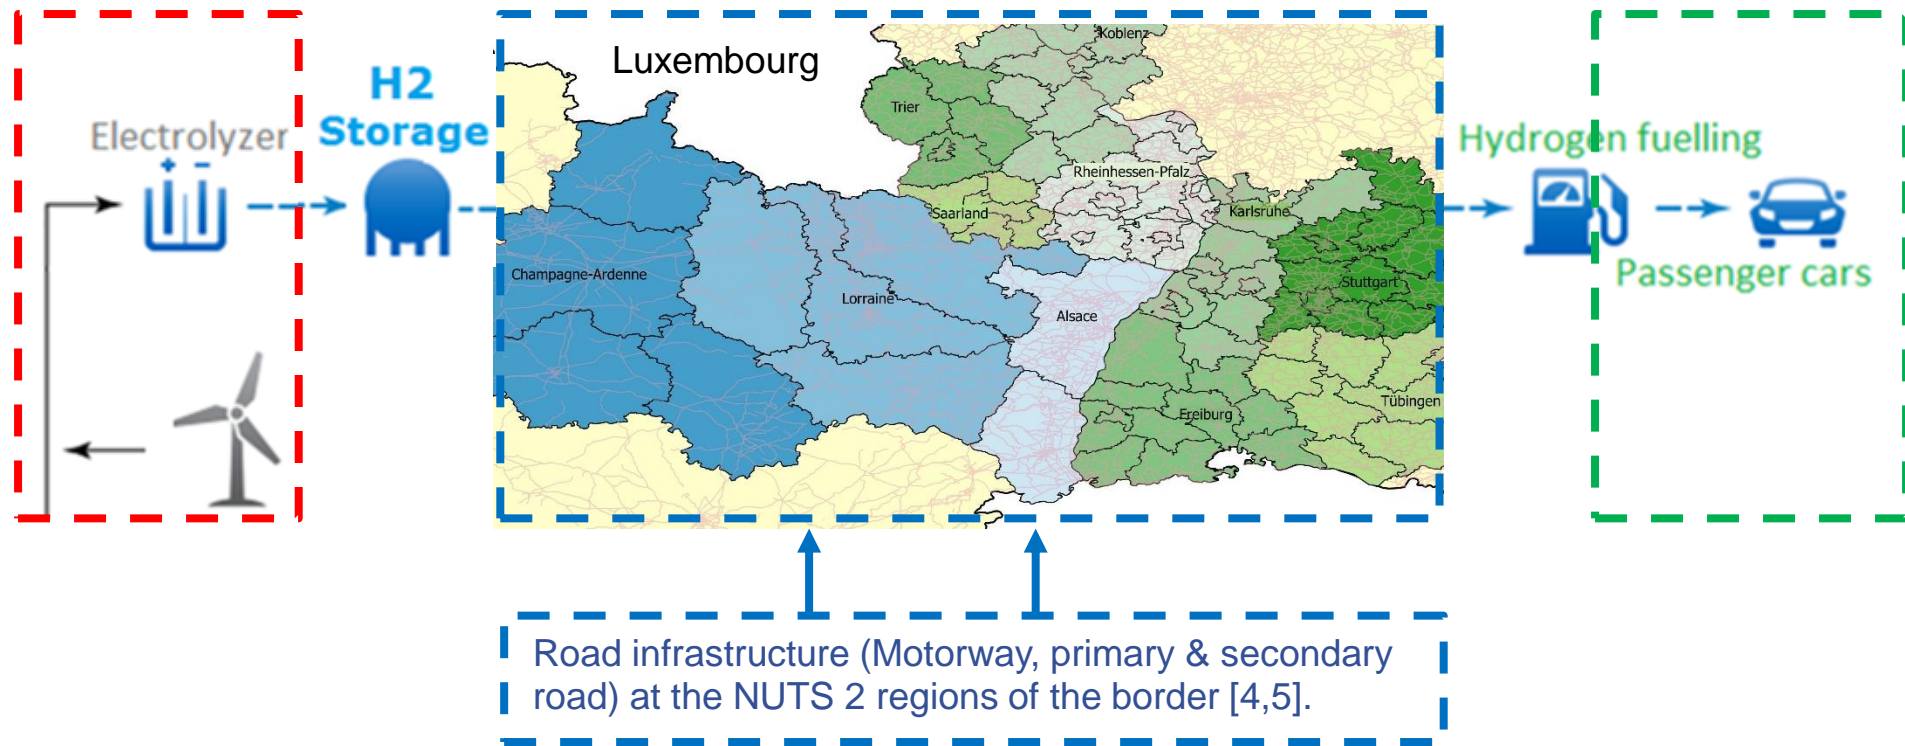 Electrolyzer
H2
Storage
Luxembourg
Koblenz
Trier
Rheinhessen-Pfalz
Saarland
Karlsruhe
Champagne-Ardenne
Lorraine
Alsace
Stuttgart
Tübingen
Freiburg
Hydrogen fuelling
Passenger cars
Road infrastructure (Motorway, primary & secondary
road) at the NUTS 2 regions of the border [4,5].